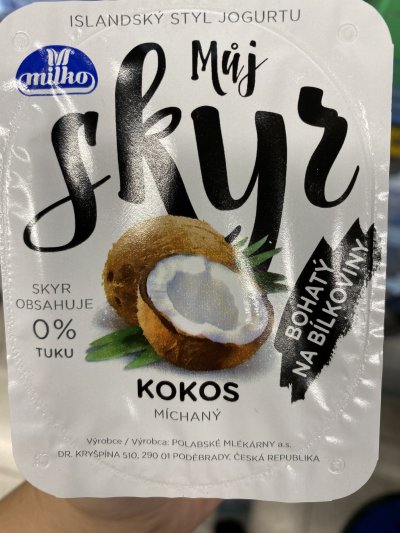 ISLANDSKÝ STYL JOGURTU
milko
Můj
skyr
SKYR
OBSAHUJE
0%
TUKU
BOHATÝ
NA BÍLKOVINY
KOKOS
MÍCHANÝ
Výrobce / Výrobca: POLABSKÉ MLÉKÁRNY a.s.
DR. KRYŠPÍNA 510, 290 01 PODĚBRADY, ČESKÁ REPUBLIKA